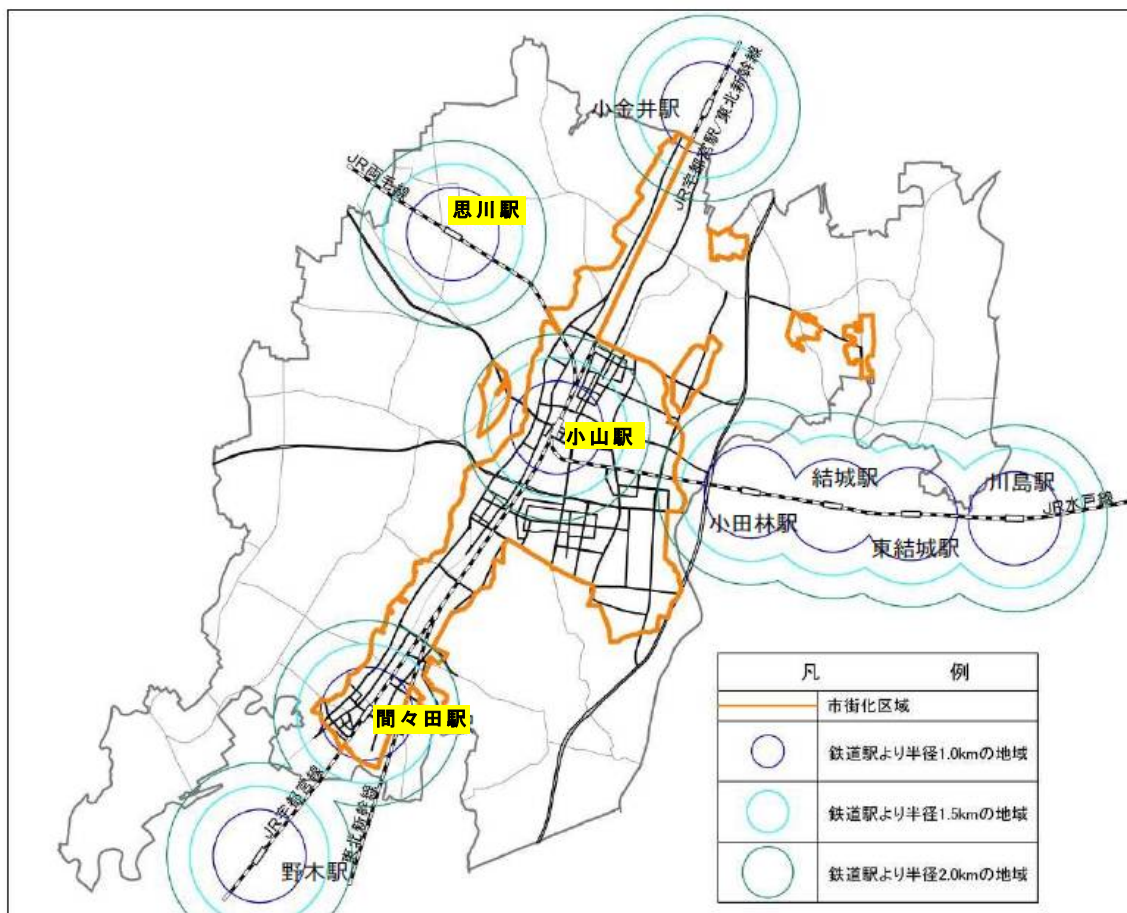 小金井駅
JR宇都宮駅/東北新幹線
JR両毛線
思川駅
小山駅
結城駅
川島駅
JR水戸線
小田林駅
東結城駅
間々田駅
JR宇都宮線
東北新幹線
野木駅
凡 例
市街化区域
鉄道駅より半径1.0kmの地域
鉄道駅より半径1.5kmの地域
鉄道駅より半径2.0kmの地域